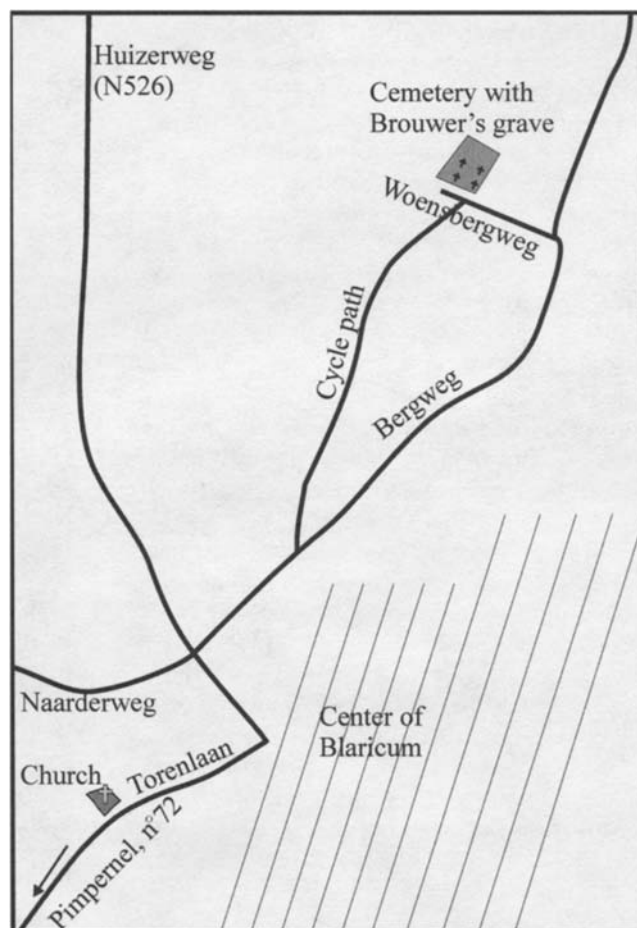 Huizerweg
(N526)
Cemetery with
Brouwer's grave
Woensbergweg
Cycle path
Bergweg
Naarderweg
Center of
Blaricum
Church
Torenlaan
Pimpernel, n°72